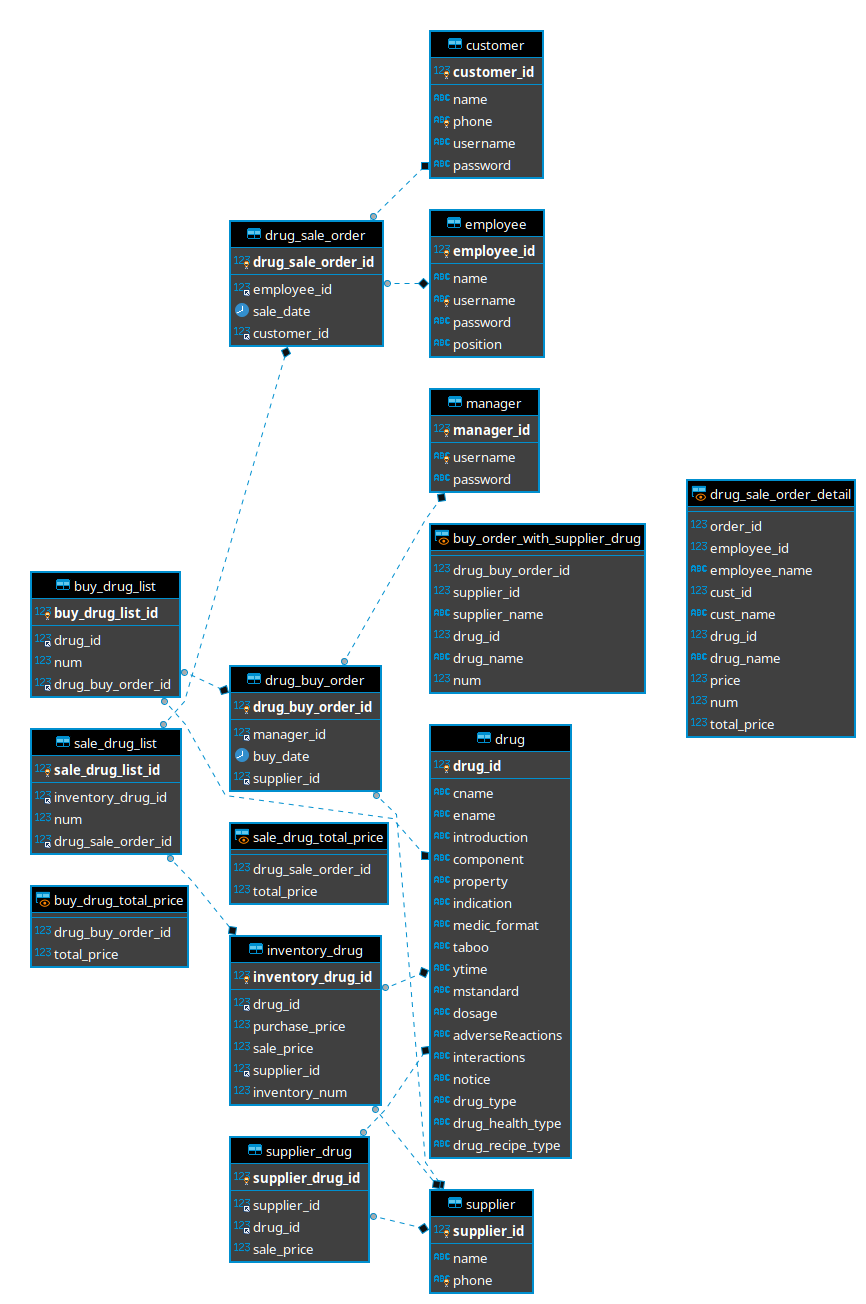 customer
123 customer_id
ABC name
ABC phone
ABC username
ABC password
drug_sale_order
123 drug_sale_order_id
123 employee_id
sale_date
123 customer_id
employee
123 employee_id
ABC name
ABC username
ABC password
ABC position
manager
123 manager_id
ABC username
ABC password
drug_sale_order_detail
123 order_id
123 employee_id
ABC employee_name
123 cust_id
ABC cust_name
123 drug_id
ABC drug_name
123 price
123 num
123 total_price
buy_order_with_supplier_drug
123 drug_buy_order_id
123 supplier_id
ABC supplier_name
123 drug_id
ABC drug_name
123 num
buy_drug_list
123 buy_drug_list_id
123 drug_id
123 num
123 drug_buy_order_id
drug_buy_order
123 drug_buy_order_id
123 manager_id
buy_date
123 supplier_id
sale_drug_list
123 sale_drug_list_id
123 inventory_drug_id
123 num
123 drug_sale_order_id
drug
123 drug_id
ABC cname
ABC ename
ABC introduction
ABC component
ABC property
ABC indication
ABC medic_format
ABC taboo
ABC ytime
ABC mstandard
ABC dosage
ABC adverseReactions
ABC interactions
ABC notice
ABC drug_type
ABC drug_health_type
ABC drug_recipe_type
sale_drug_total_price
123 drug_sale_order_id
123 total_price
buy_drug_total_price
123 drug_buy_order_id
123 total_price
inventory_drug
123 inventory_drug_id
123 drug_id
123 purchase_price
123 sale_price
123 supplier_id
123 inventory_num
supplier_drug
123 supplier_drug_id
123 supplier_id
123 drug_id
123 sale_price
supplier
123 supplier_id
ABC name
ABC phone